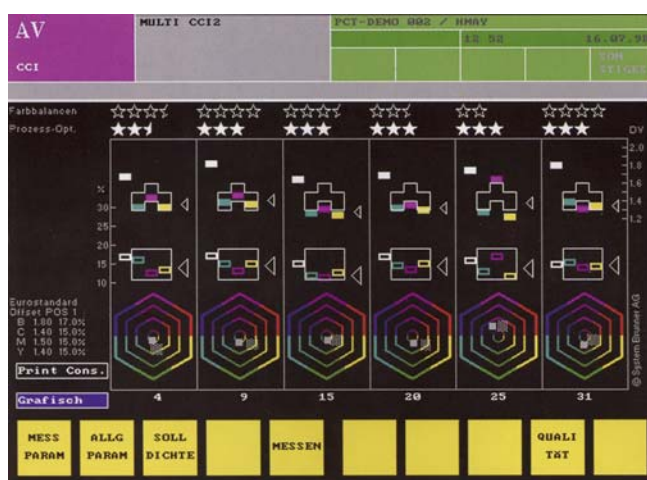 AV
CCI
MULTI CCI2
PCT-DEMO 002 / HMAY
12 52
16.07.9
SON
STIGES
Farbbalancen
Prozess-Opt.
DV
%
30
25
20
15
10
2.0
1.8
1.6
1.4
1.2
Eurostandard
Offset POS 1
B 1.80 17.0%
C 1.40 15.0%
M 1.50 15.0%
Y 1.40 15.0%
Print Cons.
Grafisch
4 9 15 20 25 31
© System Brunner AG
MESS PARAM
ALLG PARAM
SOLL DICHTE
MESSEN
QUALI TÄT